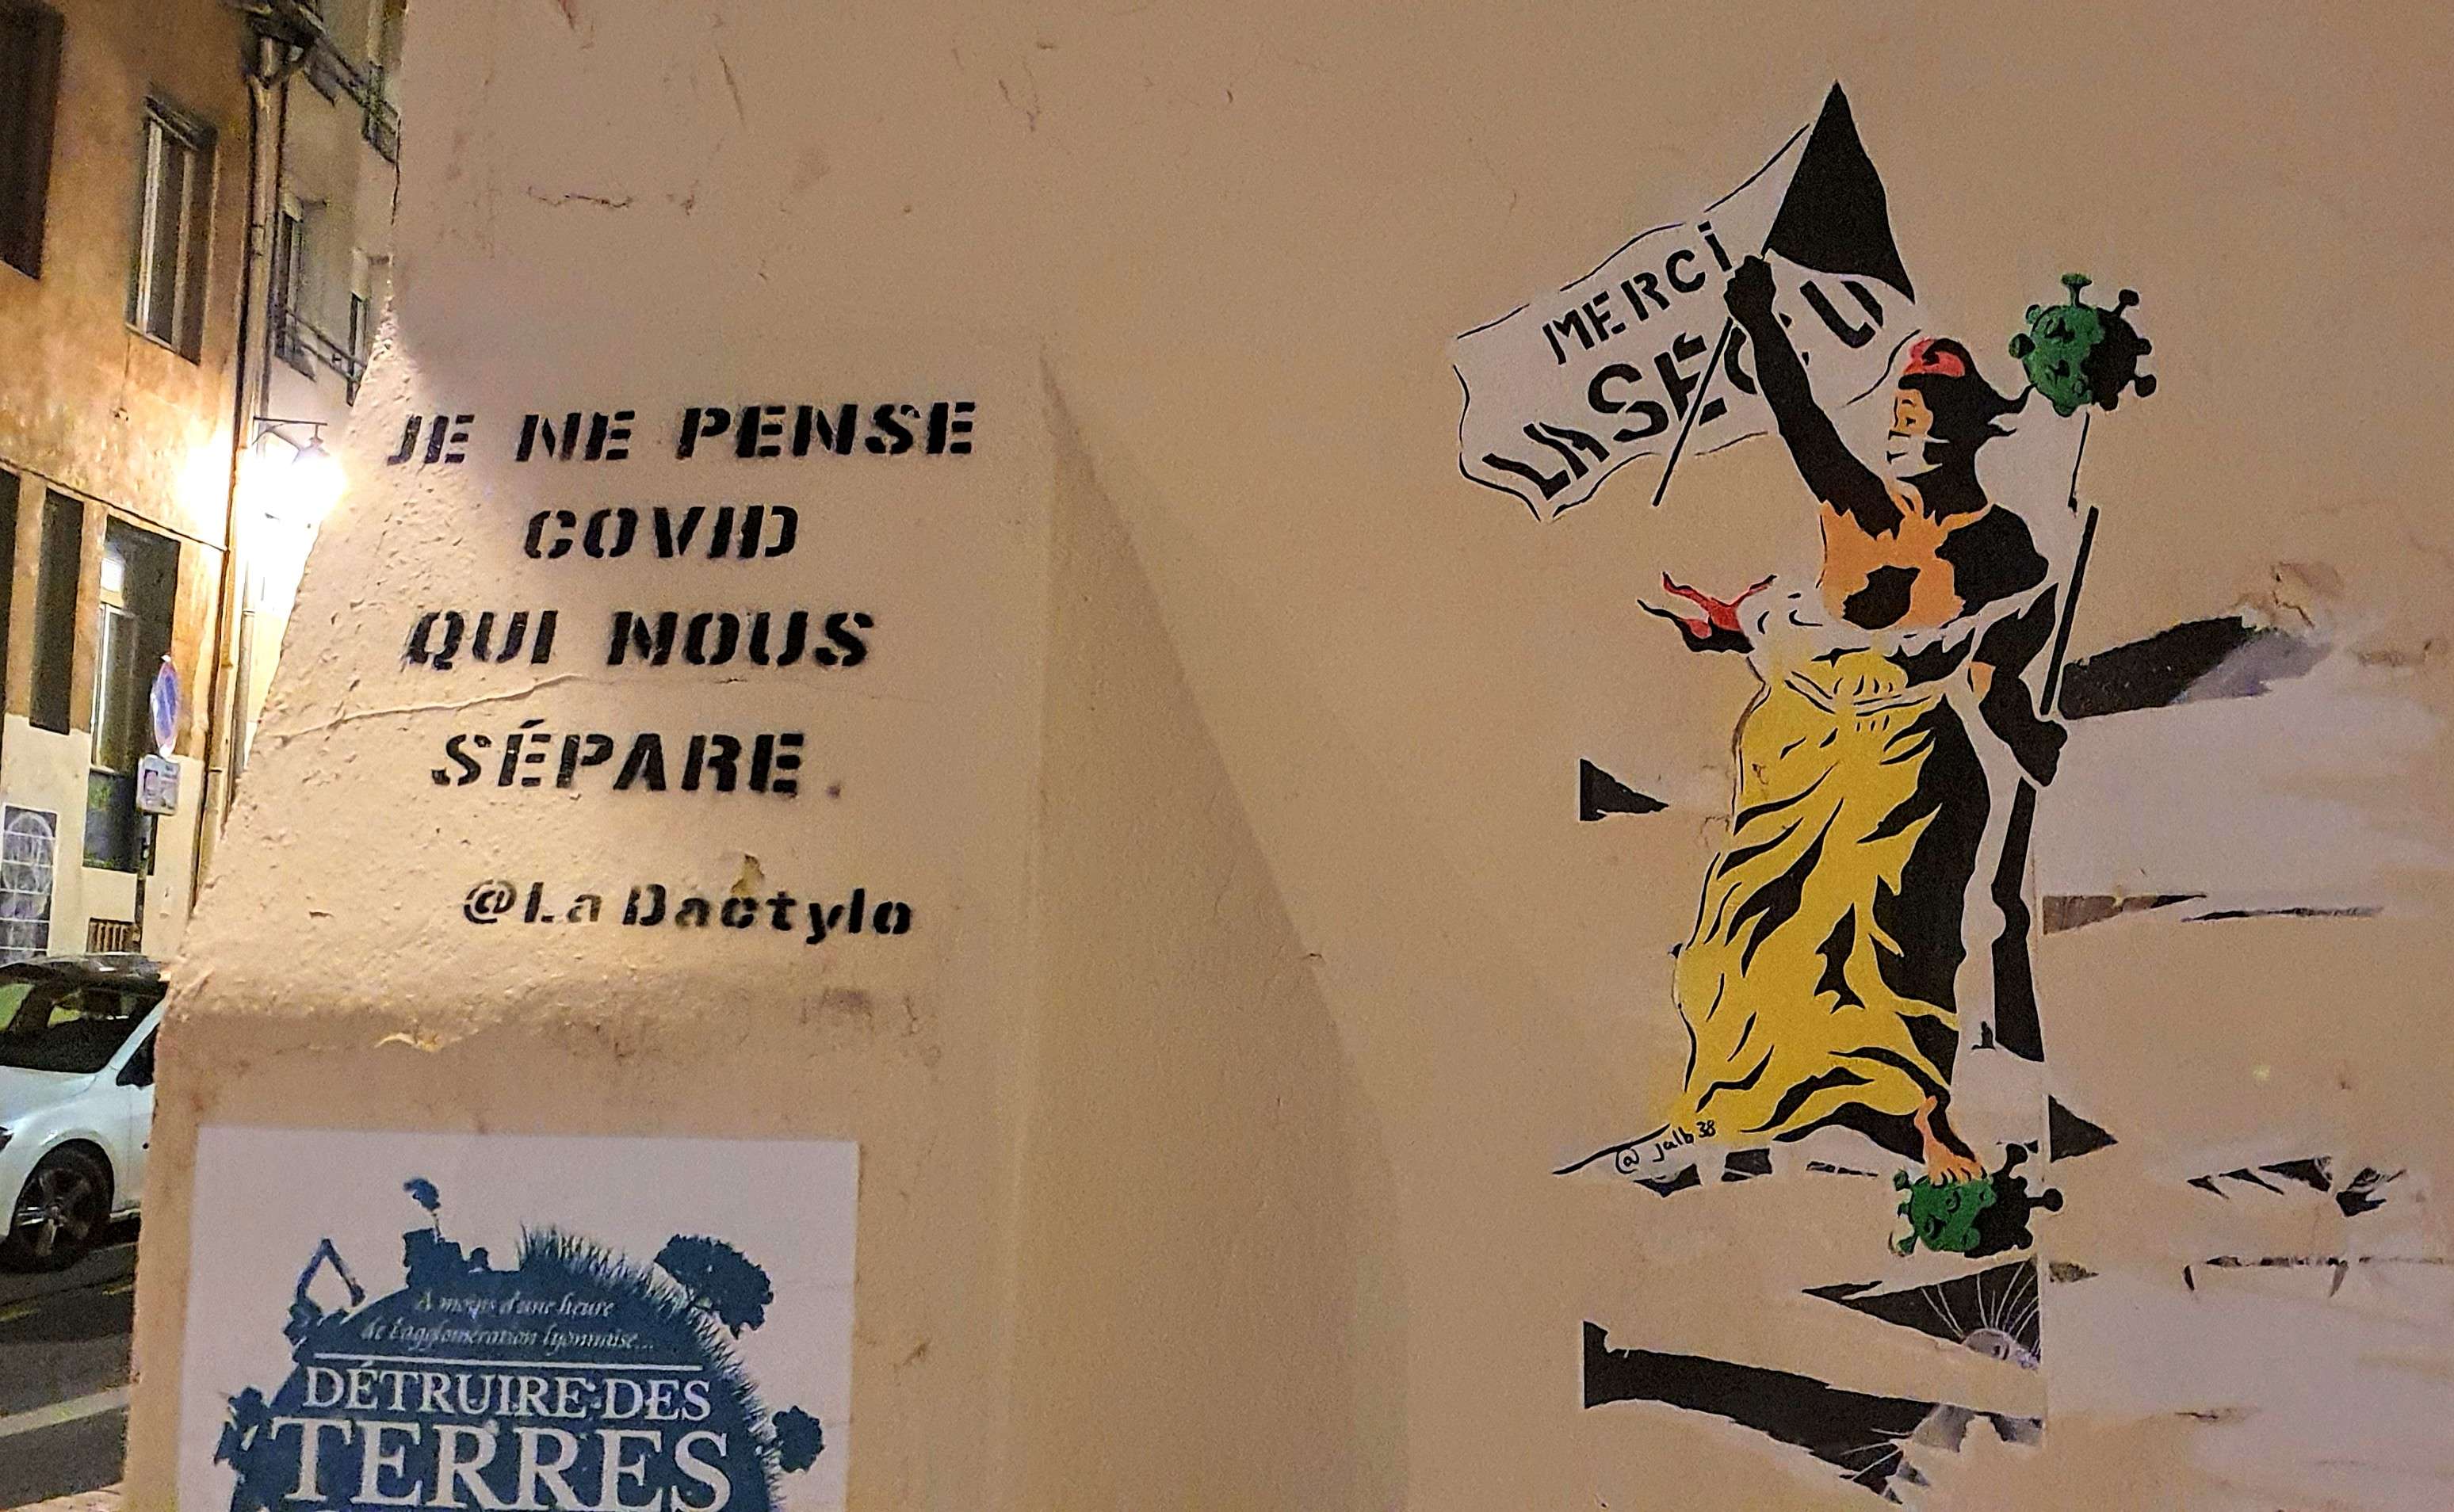 JE NE PENSE
COVID
QUI NOUS
SÉPARE.
@La Dactylo
MERCI
LA SÉCU
@ jalb38
A moins d'une heure
de l'agglomération lyonnaise...
DÉTRUIRE DES
TERRES